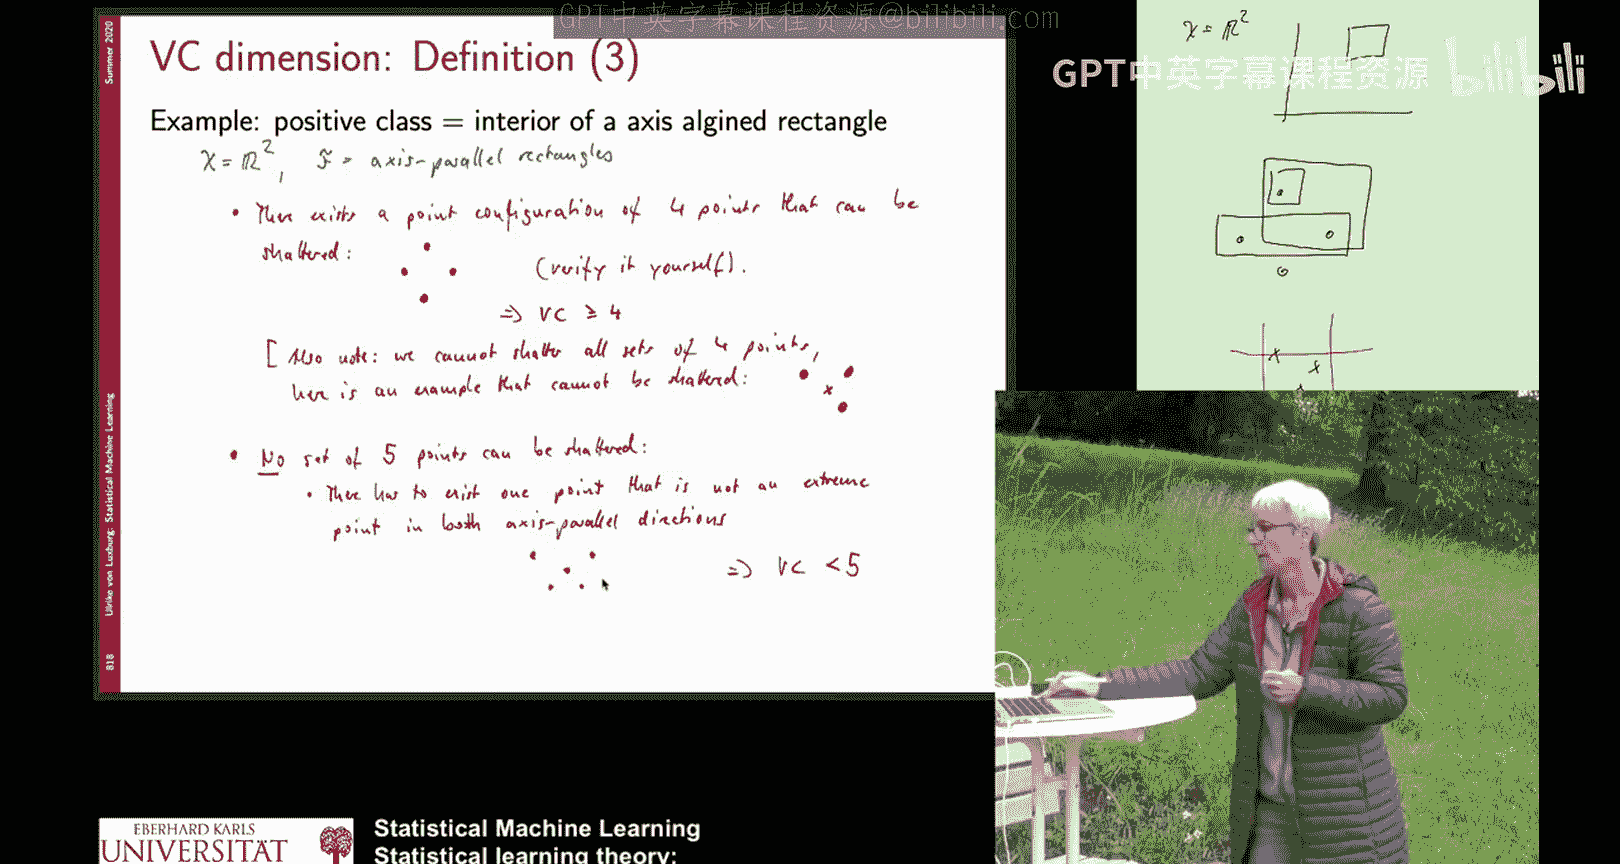 GPT中英字幕课程资源@bilibili.com
Summer 2020
VC dimension: Definition (3)
Example: positive class = interior of a axis algined rectangle
χ = ℝ², F = axis-parallel rectangles
• There exists a point configuration of 4 points that can be
shattered:
(verify it yourself).
⇒ VC ≥ 4
[ Also note: we cannot shatter all sets of 4 points,
here is an example that cannot be shattered:
• No set of 5 points can be shattered:
• There has to exist one point that is not an extreme
point in both axis-parallel directions
⇒ VC < 5
Ulrike von Luxburg: Statistical Machine Learning
818
χ = ℝ²
GPT中英字幕课程资源 bilibili
EBERHARD KARLS
UNIVERSITÄT
Statistical Machine Learning
Statistical learning theory: